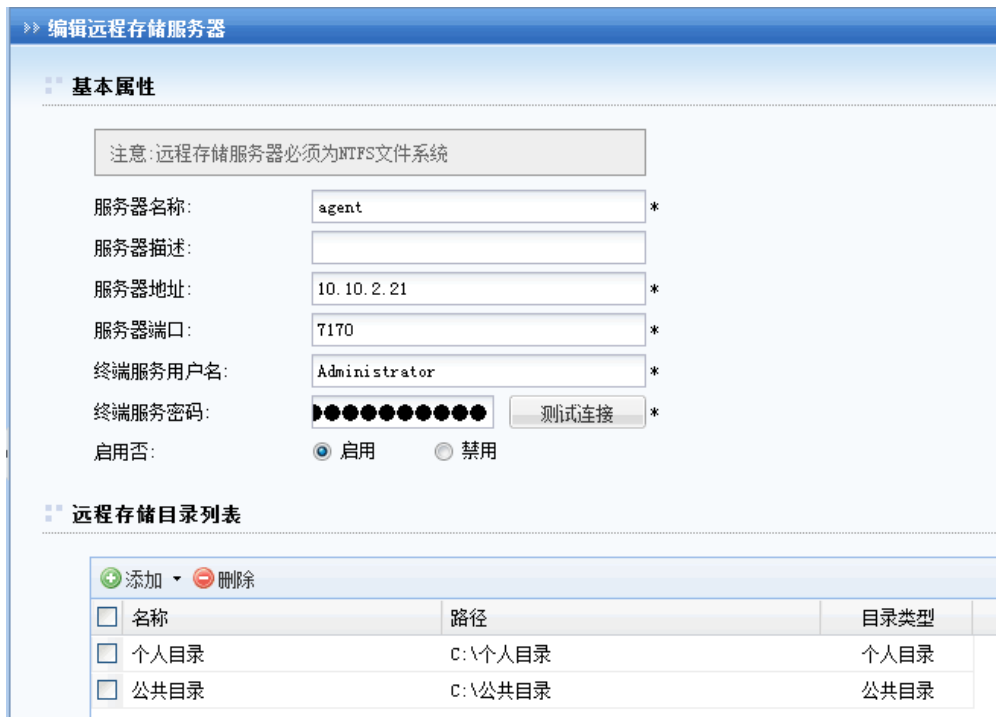 编辑远程存储服务器
基本属性
注意:远程存储服务器必须为NTFS文件系统
服务器名称: agent *
服务器描述:
服务器地址: 10.10.2.21 *
服务器端口: 7170 *
终端服务用户名: Administrator *
终端服务密码: ●●●●●●●●●● 测试连接 *
启用否: 启用 禁用
远程存储目录列表
添加 删除
名称 路径 目录类型
个人目录 C:\个人目录 个人目录
公共目录 C:\公共目录 公共目录